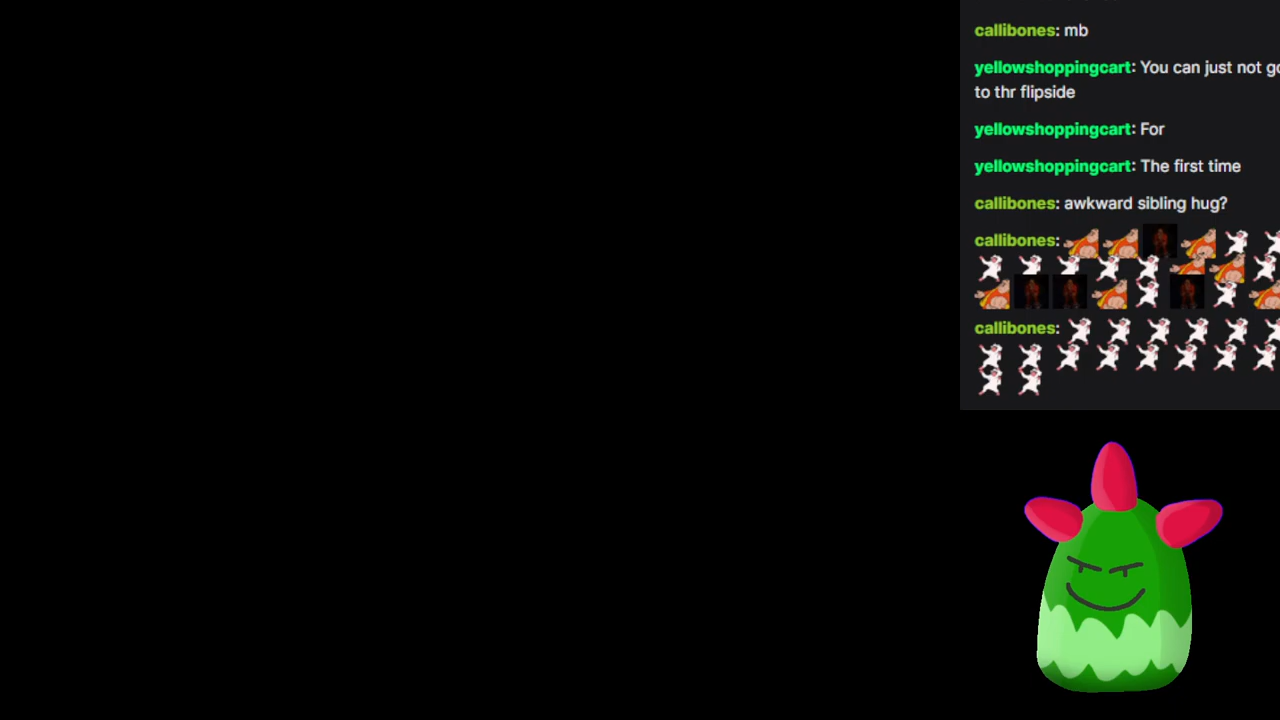 callibones: mb
yellowshoppingcart: You can just not go
to thr flipside
yellowshoppingcart: For
yellowshoppingcart: The first time
callibones: awkward sibling hug?
callibones:
callibones: